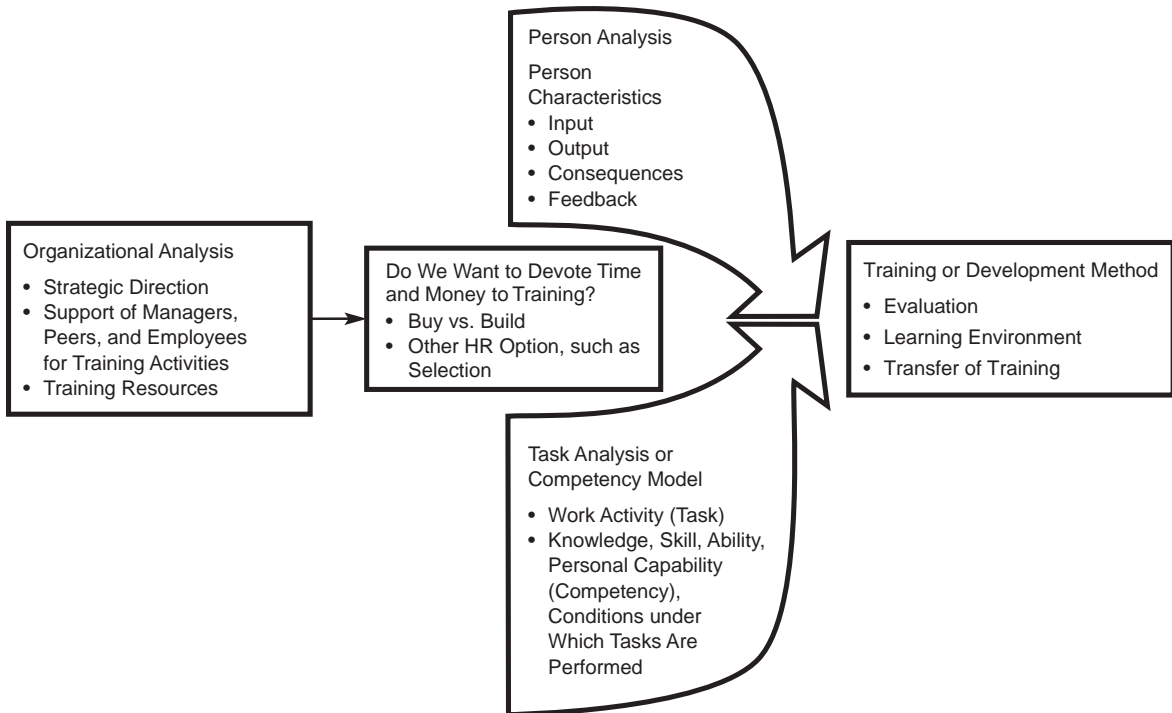 Organizational Analysis
• Strategic Direction
• Support of Managers,
Peers, and Employees
for Training Activities
• Training Resources
Do We Want to Devote Time
and Money to Training?
• Buy vs. Build
• Other HR Option, such as
Selection
Person Analysis
Person
Characteristics
• Input
• Output
• Consequences
• Feedback
Task Analysis or
Competency Model
• Work Activity (Task)
• Knowledge, Skill, Ability,
Personal Capability
(Competency),
Conditions under
Which Tasks Are
Performed
Training or Development Method
• Evaluation
• Learning Environment
• Transfer of Training